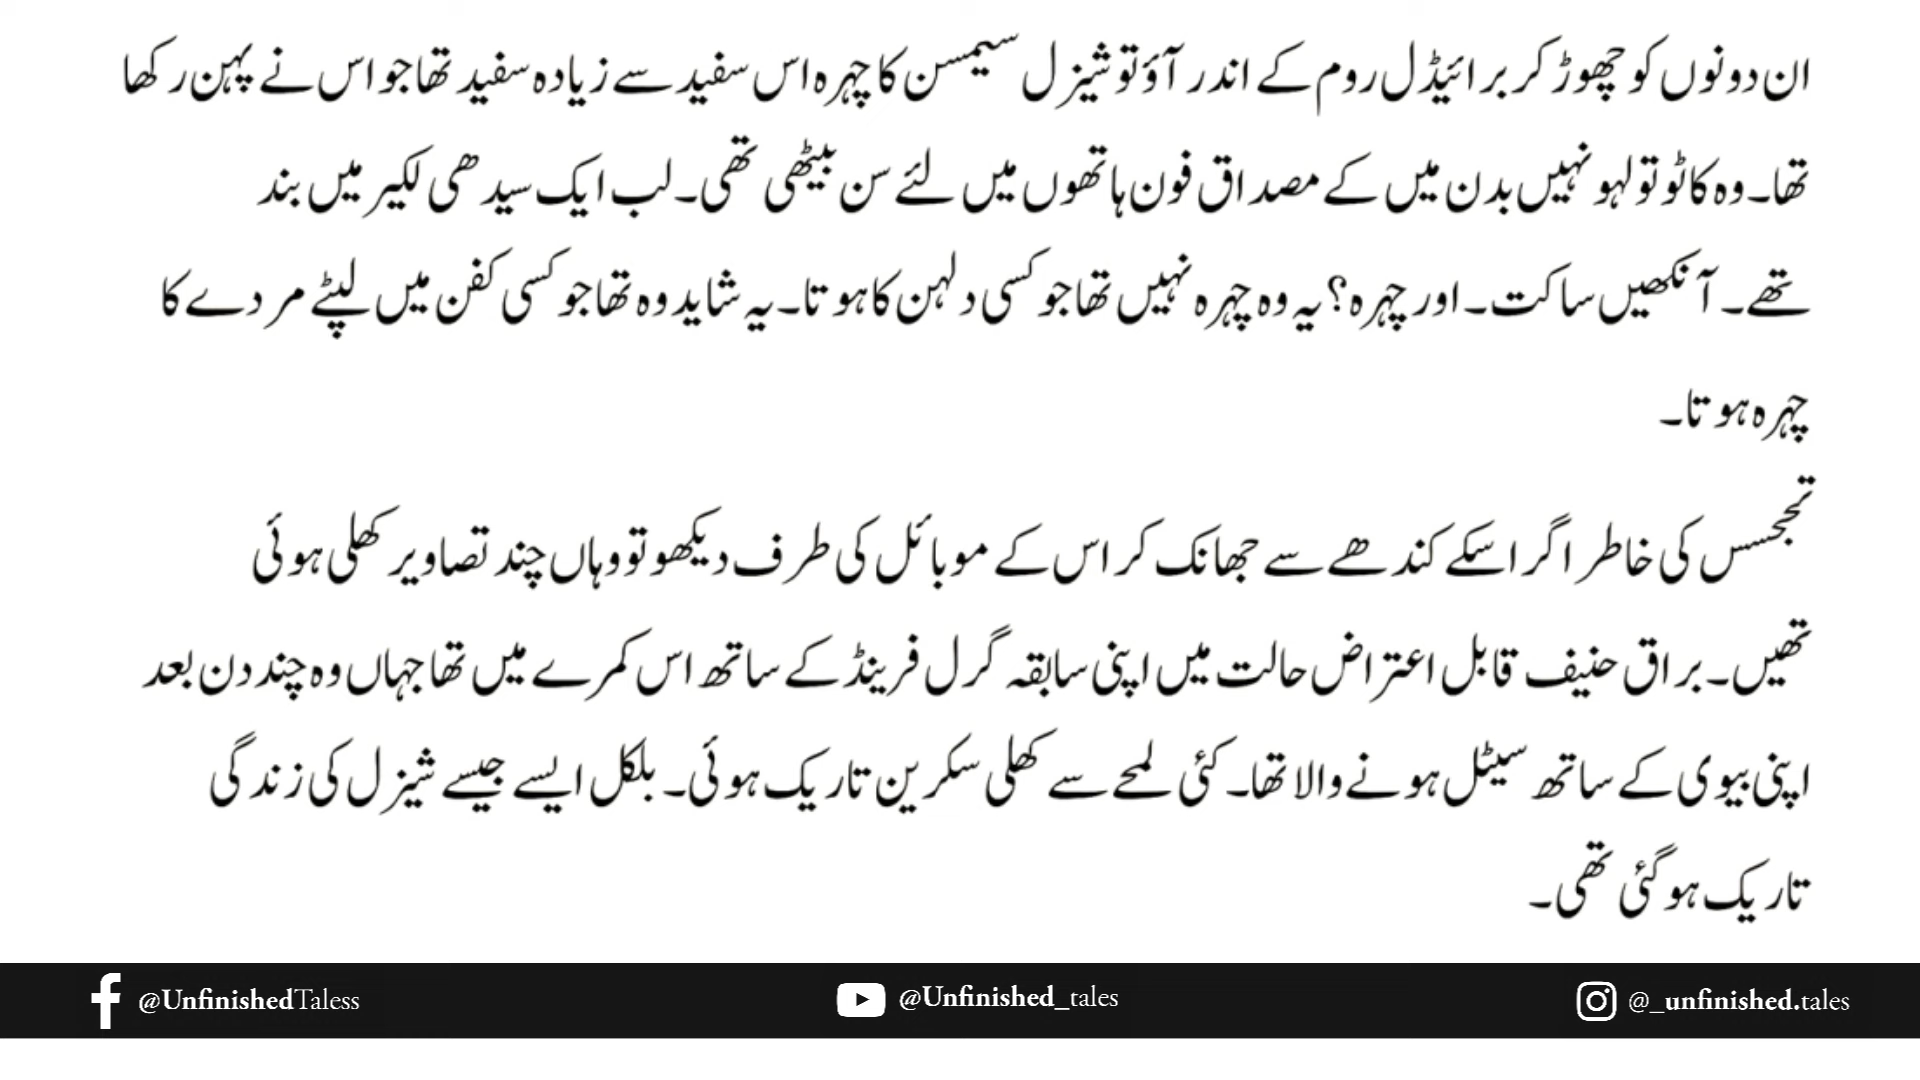 ان دونوں کو چھوڑ کر برائیڈل روم کے اندر آؤ تو شیزل سیمسن کا چہرہ اس سفید سے زیادہ سفید تھا جو اس نے پہن رکھا
تھا۔ وہ کاٹو تو لہو نہیں بدن میں کے مصداق فون ہاتھوں میں لئے سن بیٹھی تھی۔ لب ایک سیدھی لکیر میں بند
تھے۔ آنکھیں ساکت۔ اور چہرہ؟ یہ وہ چہرہ نہیں تھا جو کسی دلہن کا ہوتا۔ یہ شاید وہ تھا جو کسی کفن میں لپٹے مردے کا
چہرہ ہوتا۔
تجسس کی خاطر اگر اسکے کندھے سے جھانک کر اس کے موبائل کی طرف دیکھو تو وہاں چند تصاویر کھلی ہوئی
تھیں۔ براق حنیف قابل اعتراض حالت میں اپنی سابقہ گرل فرینڈ کے ساتھ اس کمرے میں تھا جہاں وہ چند دن بعد
اپنی بیوی کے ساتھ سیٹل ہونے والا تھا۔ کئی لمحے سے کھلی سکرین تاریک ہوئی۔ بلکل ایسے جیسے شیزل کی زندگی
تاریک ہو گئی تھی۔
@UnfinishedTaless
@Unfinished_tales
@_unfinished.tales